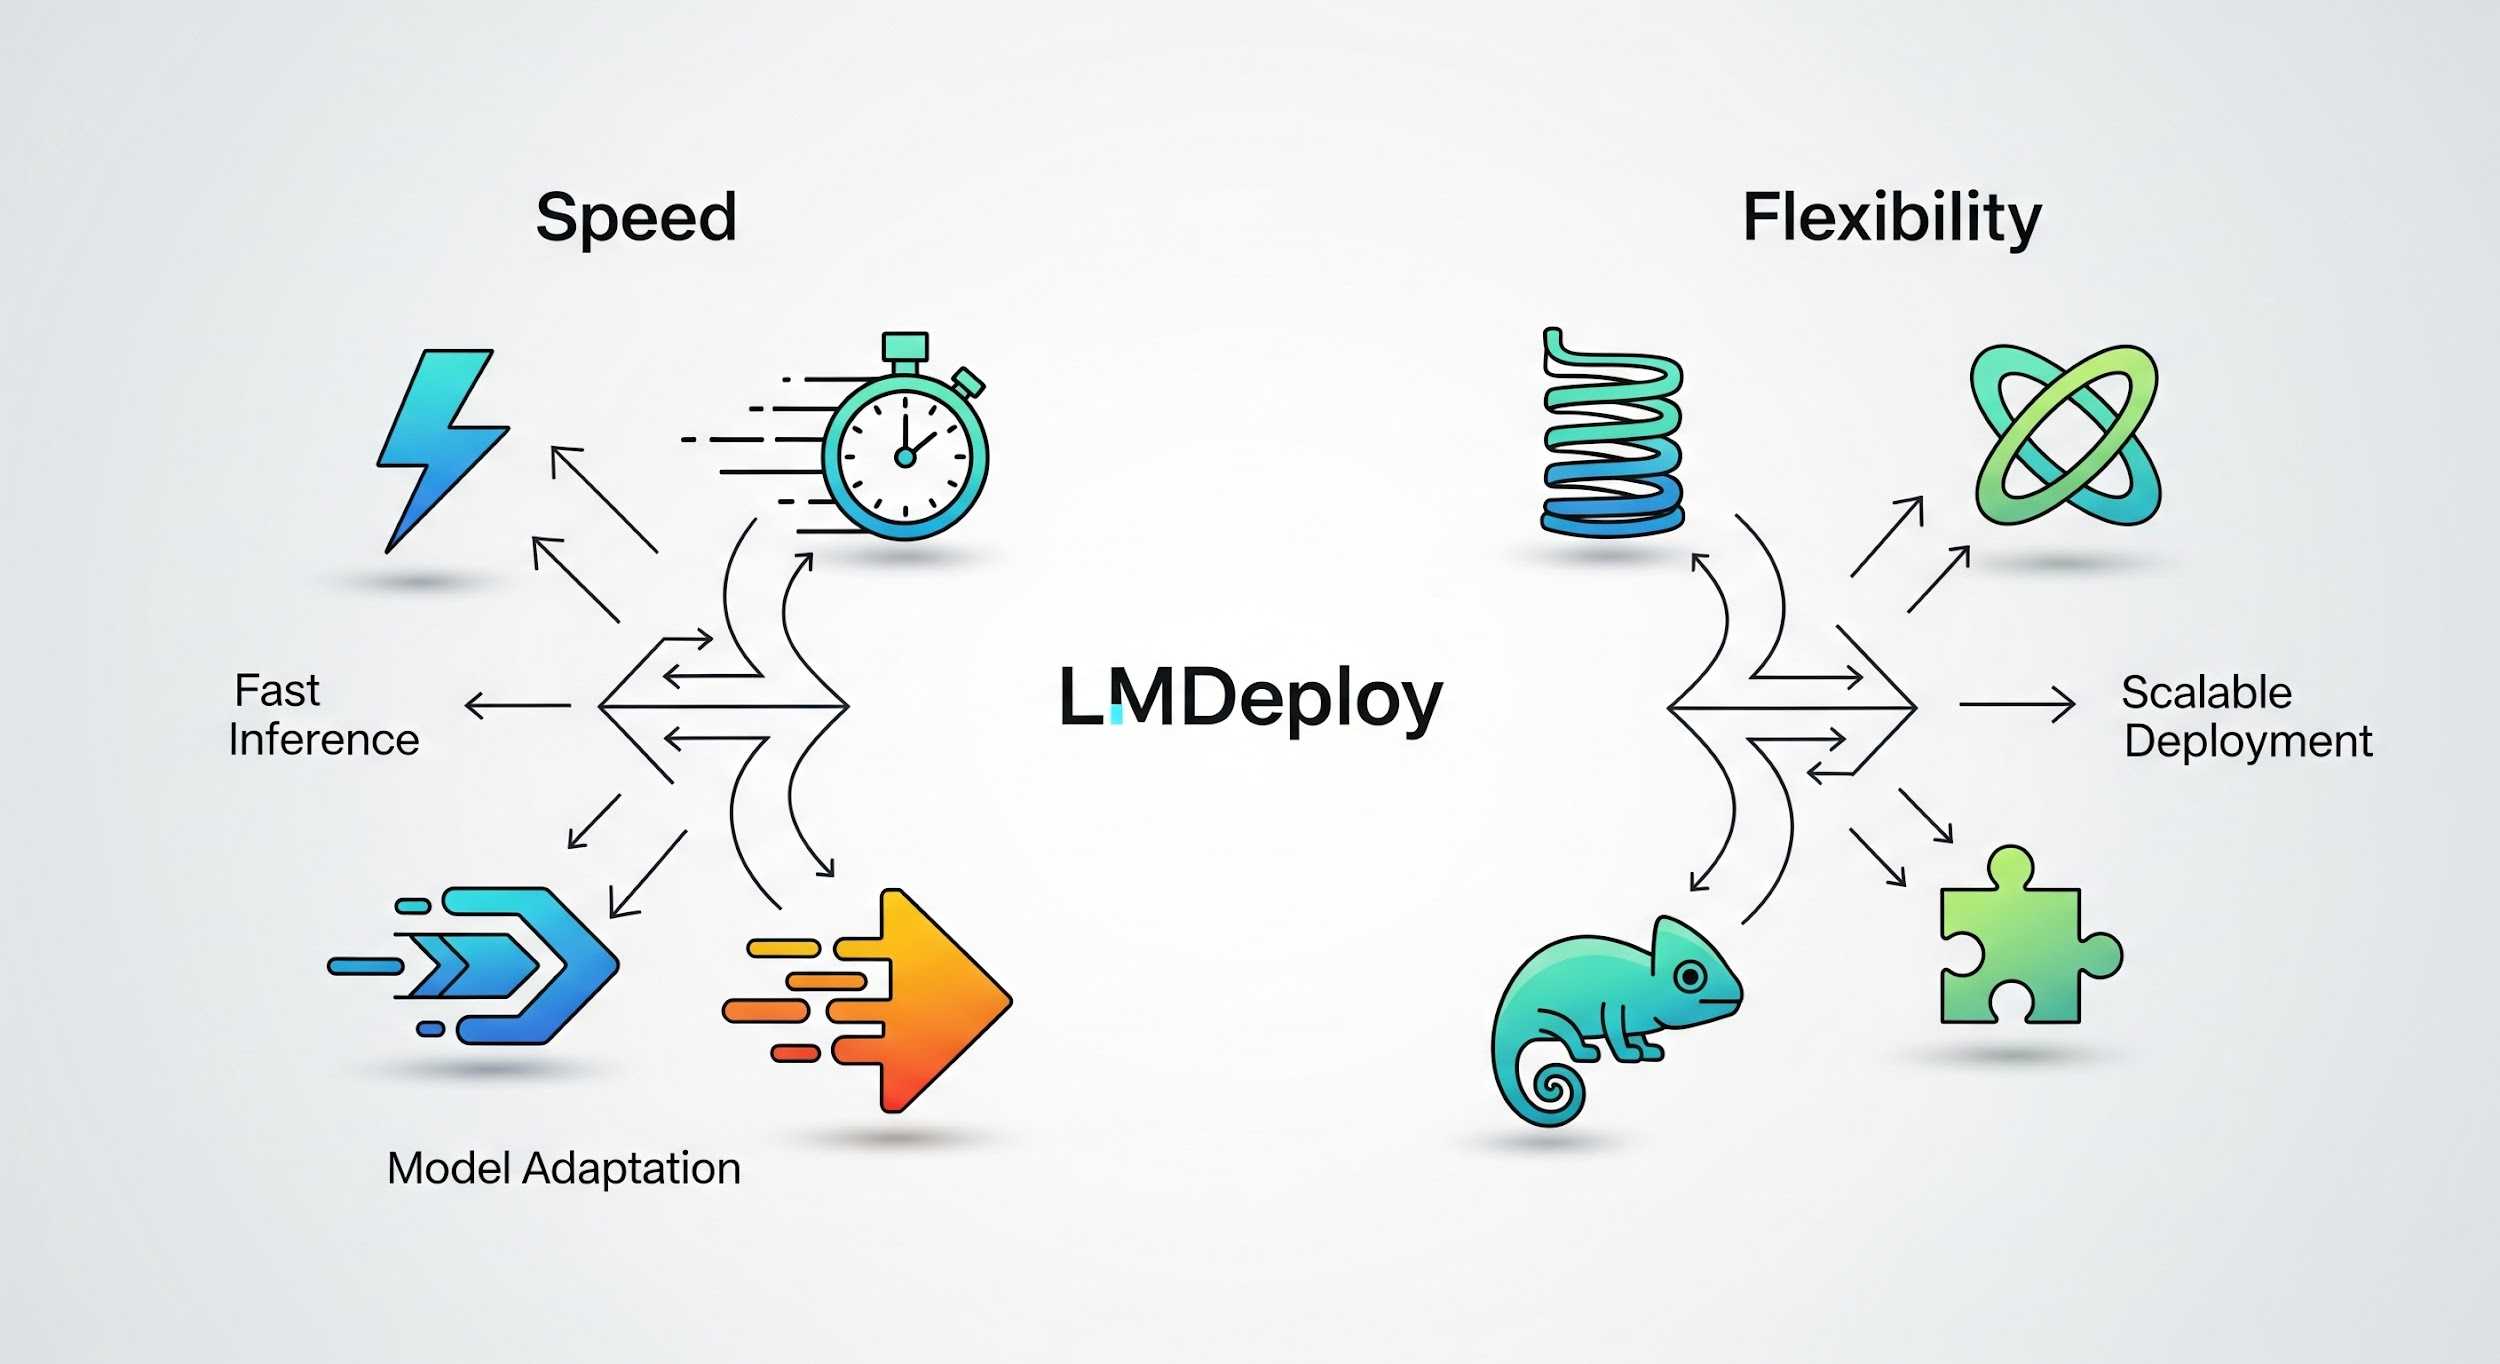 Speed
Flexibility
Fast
Inference
LMDeploy
Scalable
Deployment
Model Adaptation